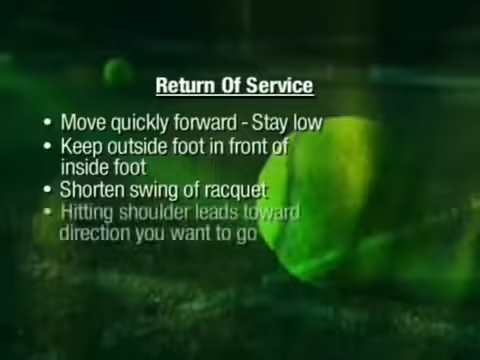 Return Of Service
• Move quickly forward - Stay low
• Keep outside foot in front of
inside foot
• Shorten swing of racquet
• Hitting shoulder leads toward
direction you want to go